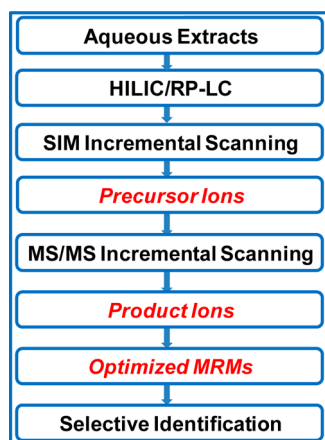 Aqueous Extracts
HILIC/RP-LC
SIM Incremental Scanning
Precursor Ions
MS/MS Incremental Scanning
Product Ions
Optimized MRMs
Selective Identification